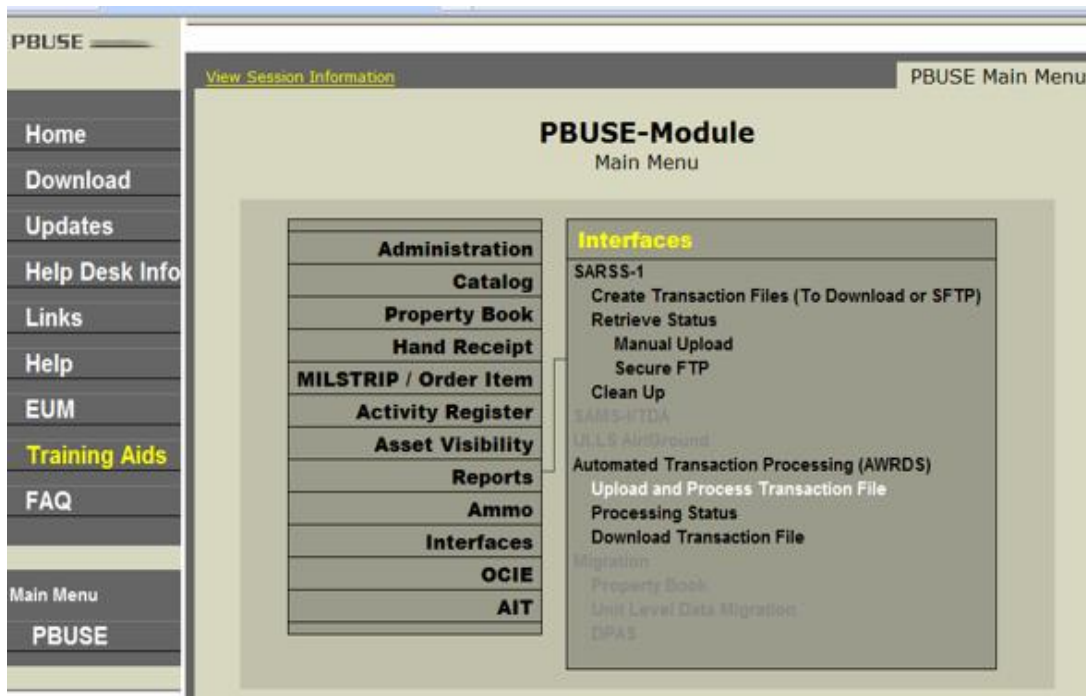 PBUSE
View Session Information
PBUSE Main Menu
Home
Download
Updates
Help Desk Info
Links
Help
EUM
Training Aids
FAQ
Main Menu
PBUSE
PBUSE-Module
Main Menu
Administration
Catalog
Property Book
Hand Receipt
MILSTRIP / Order Item
Activity Register
Asset Visibility
Reports
Ammo
Interfaces
OCIE
AIT
Interfaces
SARSS-1
Create Transaction Files (To Download or SFTP)
Retrieve Status
Manual Upload
Secure FTP
Clean Up
ULLS Air/Ground
Automated Transaction Processing (AWRDS)
Upload and Process Transaction File
Processing Status
Download Transaction File
Migration
Property Book
Unit Level Data Migration
DPAS